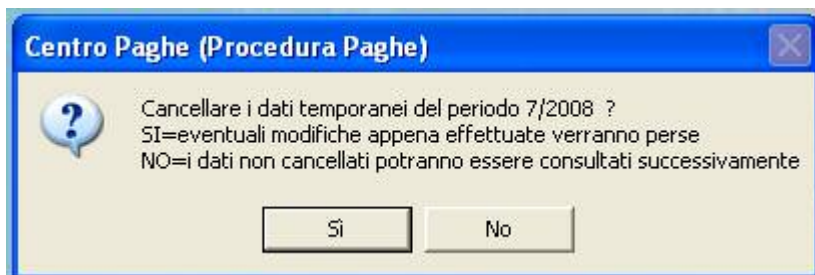 Centro Paghe (Procedura Paghe)
Cancellare i dati temporanei del periodo 7/2008 ?
SI=eventuali modifiche appena effettuate verranno perse
NO=i dati non cancellati potranno essere consultati successivamente
Sì
No